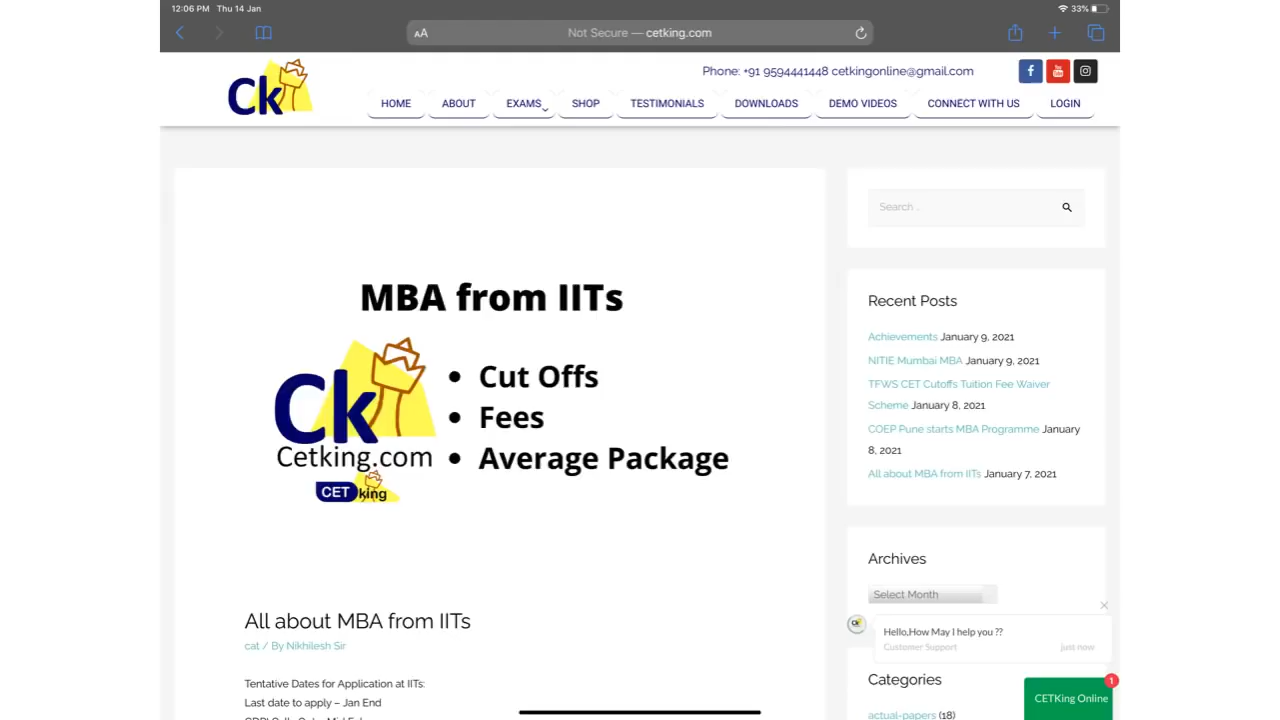 12:06 PM Thu 14 Jan
33%
AA
Not Secure — cetking.com
Ck
Phone: +91 9594441448 cetkingonline@gmail.com
HOME ABOUT EXAMS SHOP TESTIMONIALS DOWNLOADS DEMO VIDEOS CONNECT WITH US LOGIN
MBA from IITs
Ck
Cetking.com
CET king
• Cut Offs
• Fees
• Average Package
All about MBA from IITs
cat / By Nikhilesh Sir
Tentative Dates for Application at IITs:
Last date to apply – Jan End
Search .
Recent Posts
Achievements January 9, 2021
NITIE Mumbai MBA January 9, 2021
TFWS CET Cutoffs Tuition Fee Waiver
Scheme January 8, 2021
COEP Pune starts MBA Programme January
8, 2021
All about MBA from IITs January 7, 2021
Archives
Select Month
Hello,How May I help you ??
Customer Support just now
Categories
CETKing Online
1
actual-papers (18)